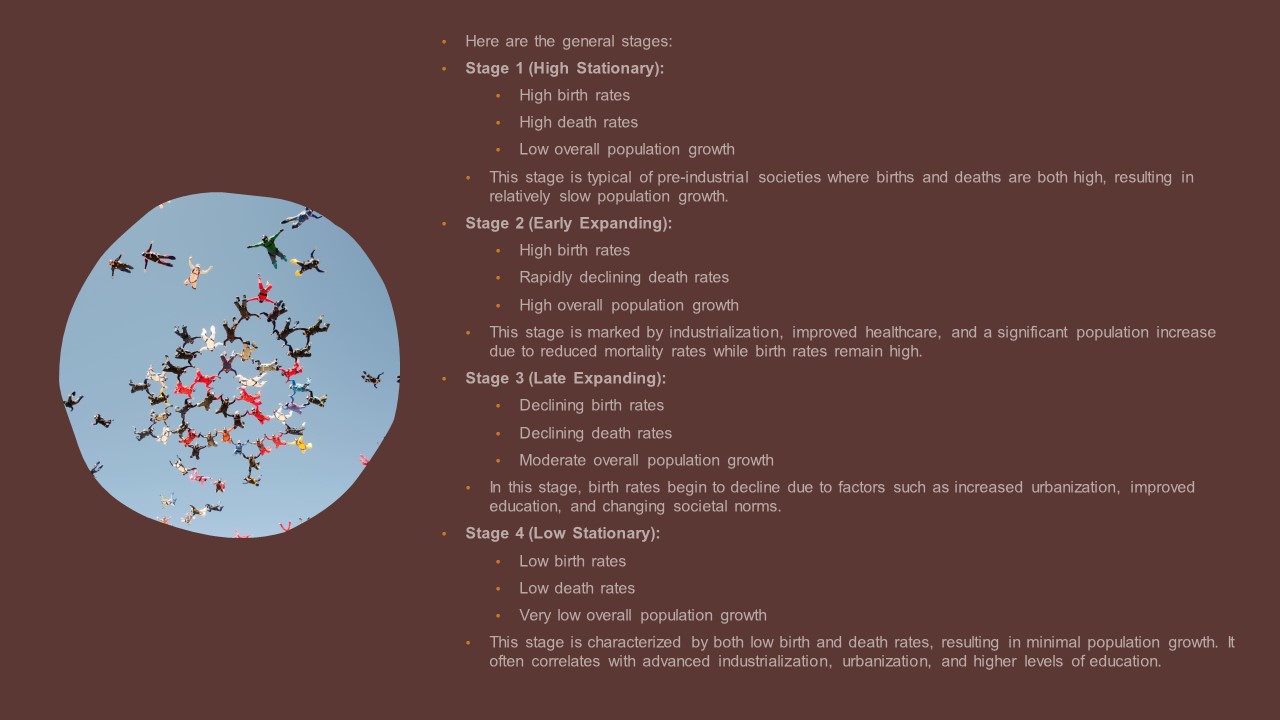 • Here are the general stages:
• Stage 1 (High Stationary):
• High birth rates
• High death rates
• Low overall population growth
• This stage is typical of pre-industrial societies where births and deaths are both high, resulting in
relatively slow population growth.
• Stage 2 (Early Expanding):
• High birth rates
• Rapidly declining death rates
• High overall population growth
• This stage is marked by industrialization, improved healthcare, and a significant population increase
due to reduced mortality rates while birth rates remain high.
• Stage 3 (Late Expanding):
• Declining birth rates
• Declining death rates
• Moderate overall population growth
• In this stage, birth rates begin to decline due to factors such as increased urbanization, improved
education, and changing societal norms.
• Stage 4 (Low Stationary):
• Low birth rates
• Low death rates
• Very low overall population growth
• This stage is characterized by both low birth and death rates, resulting in minimal population growth. It
often correlates with advanced industrialization, urbanization, and higher levels of education.